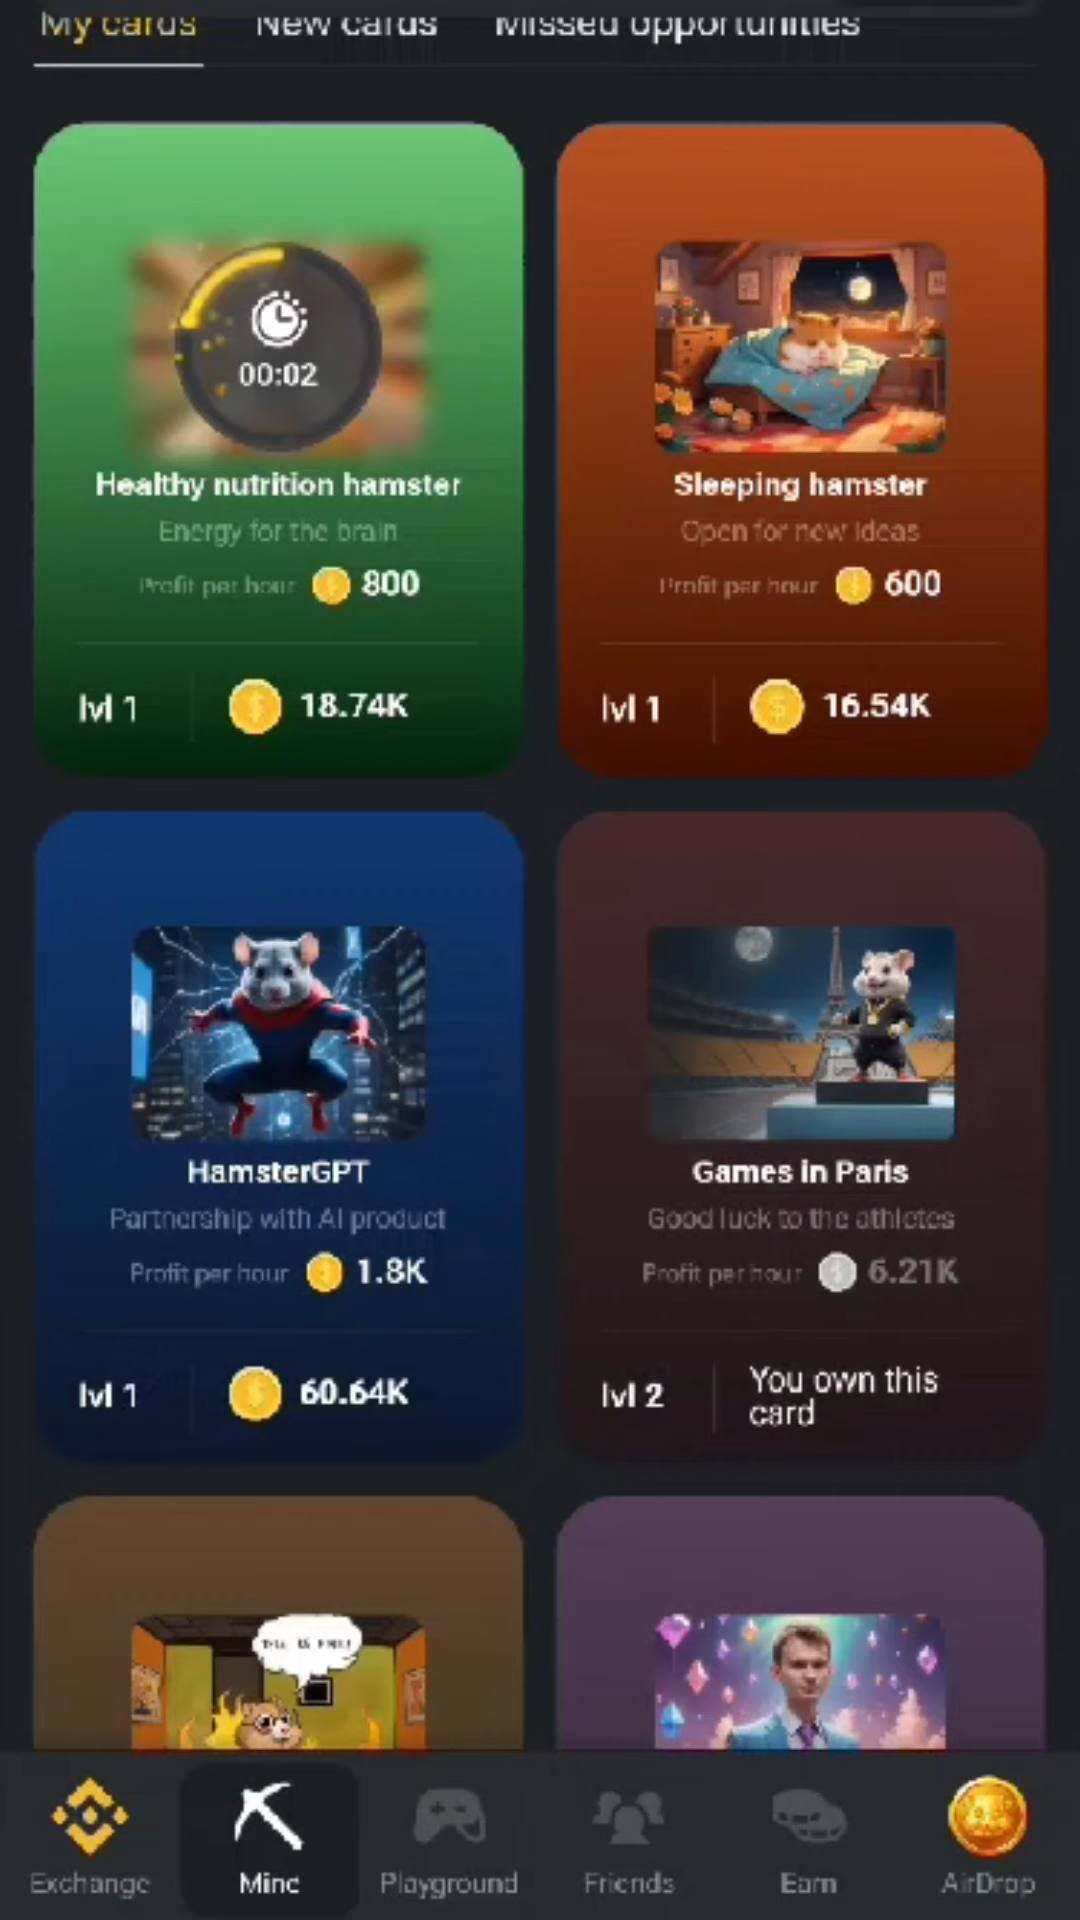 My cards New cards Missed opportunities
00:02
Healthy nutrition hamster
Energy for the brain
Profit per hour 800
lvl 1 18.74K
Sleeping hamster
Open for new ideas
Profit per hour 600
lvl 1 16.54K
HamsterGPT
Partnership with AI product
Profit per hour 1.8K
lvl 1 60.64K
Games in Paris
Good luck to the athletes
Profit per hour 6.21K
lvl 2 You own this
card
Exchange Mine Playground Friends Earn AirDrop